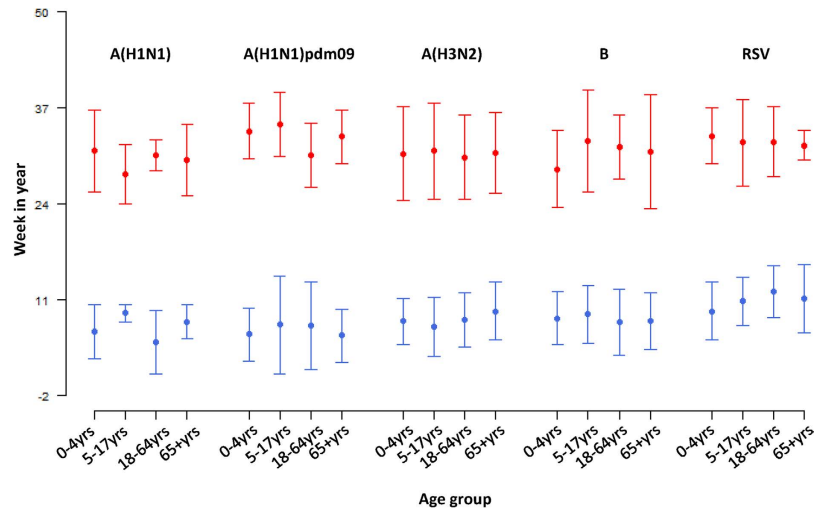 50
A(H1N1) A(H1N1)pdm09 A(H3N2) B RSV
37
24
11
-2
Week in year
0-4yrs 5-17yrs 18-64yrs 65+yrs 0-4yrs 5-17yrs 18-64yrs 65+yrs 0-4yrs 5-17yrs 18-64yrs 65+yrs 0-4yrs 5-17yrs 18-64yrs 65+yrs 0-4yrs 5-17yrs 18-64yrs 65+yrs
Age group